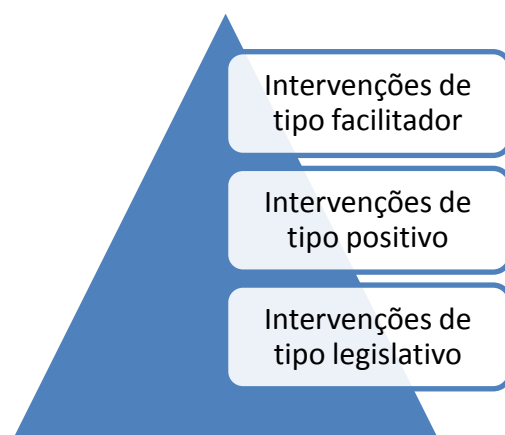 Intervenções de
tipo facilitador
Intervenções de
tipo positivo
Intervenções de
tipo legislativo